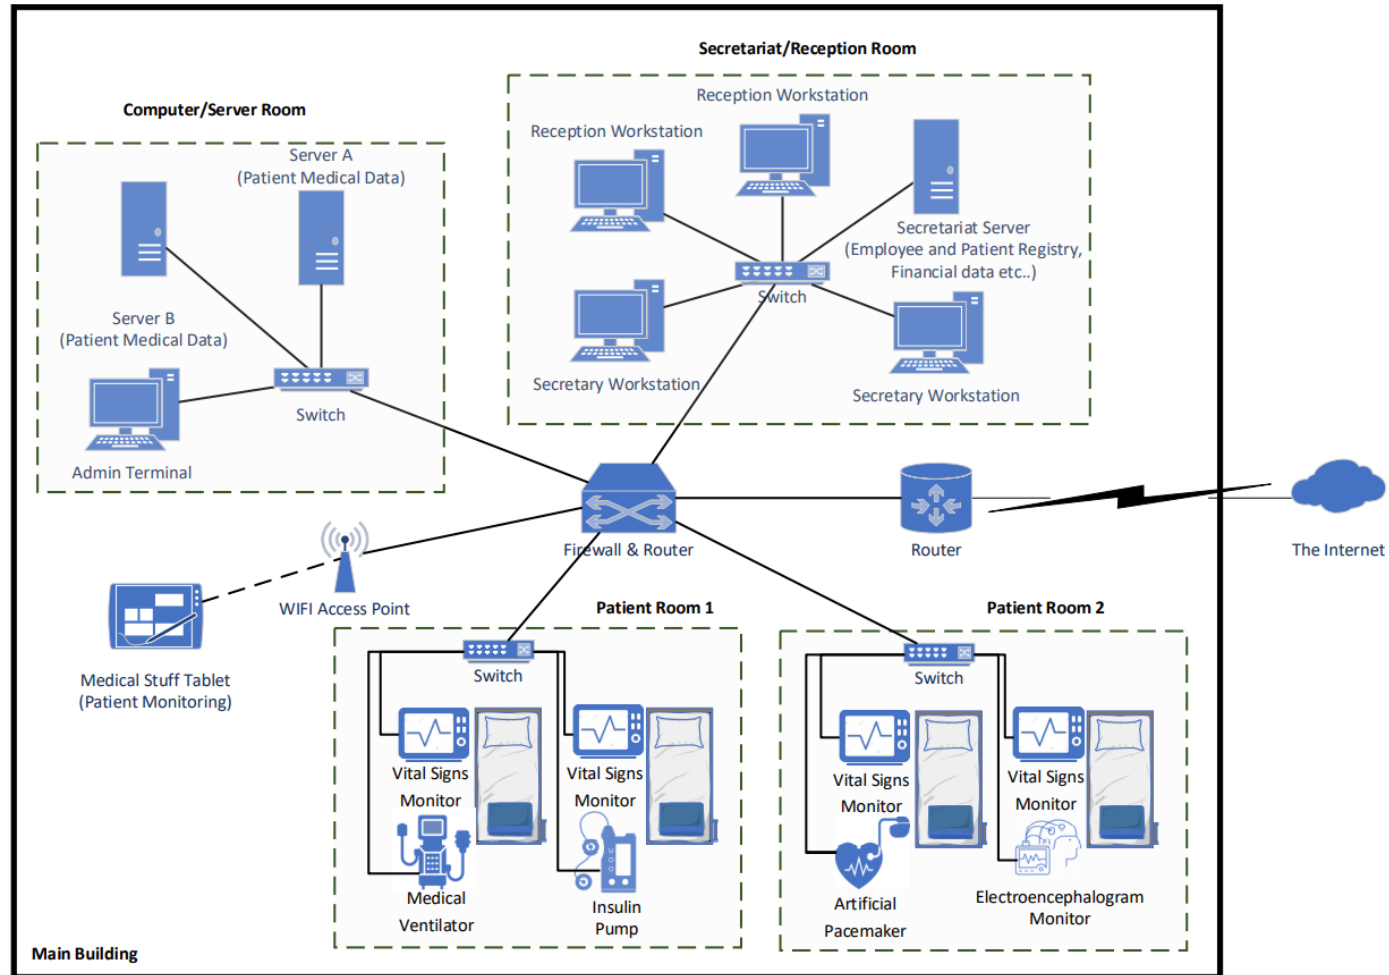 Secretariat/Reception Room
Reception Workstation
Reception Workstation
Secretariat Server
(Employee and Patient Registry,
Financial data etc..)
Switch
Secretary Workstation
Secretary Workstation
Computer/Server Room
Server A
(Patient Medical Data)
Server B
(Patient Medical Data)
Switch
Admin Terminal
Firewall & Router
Router
The Internet
WIFI Access Point
Medical Stuff Tablet
(Patient Monitoring)
Patient Room 1
Switch
Vital Signs
Monitor
Vital Signs
Monitor
Medical
Ventilator
Insulin
Pump
Patient Room 2
Switch
Vital Signs
Monitor
Vital Signs
Monitor
Artificial
Pacemaker
Electroencephalogram
Monitor
Main Building